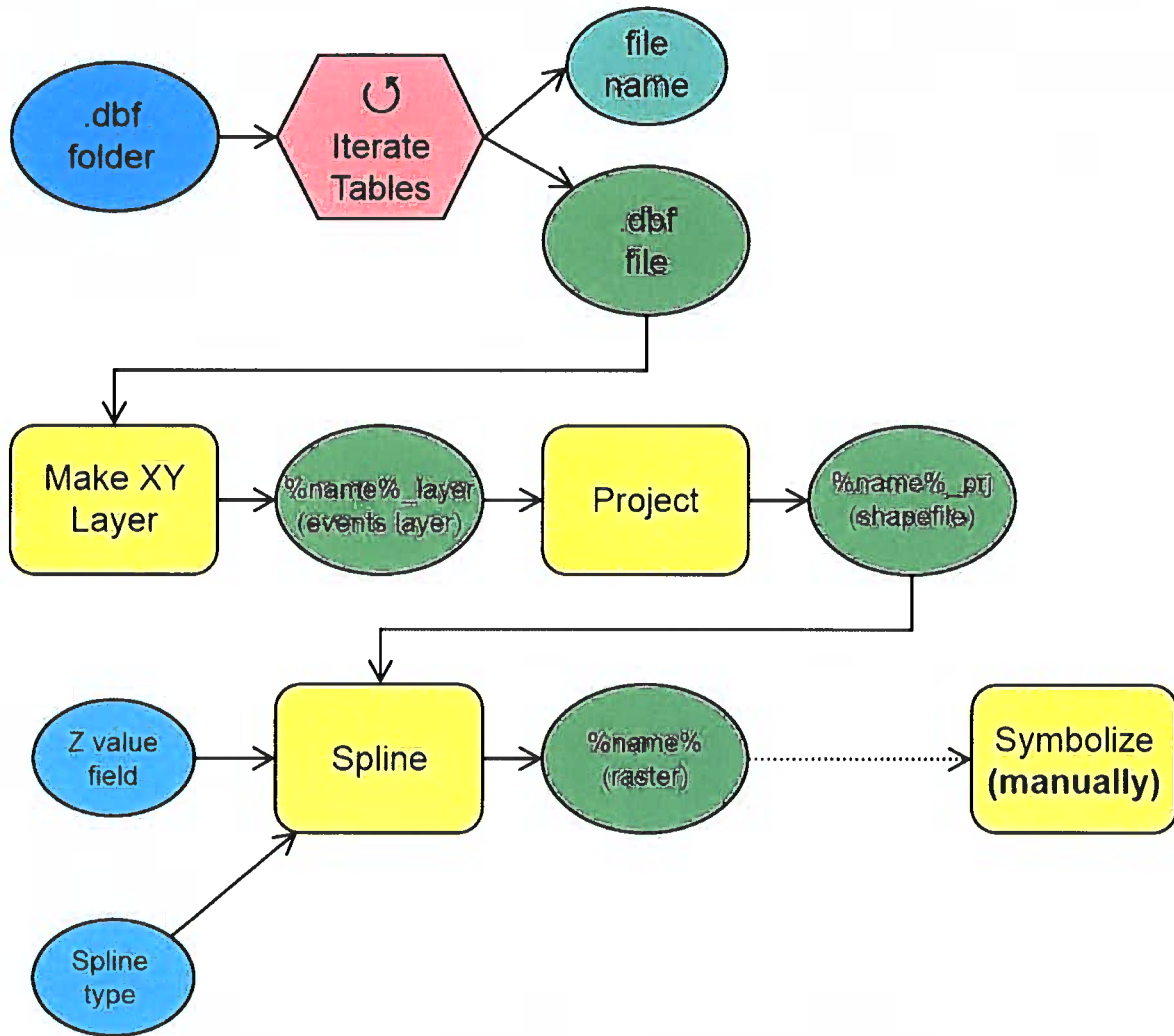 .dbf
folder
Iterate
Tables
file
name
.dbf
file
Make XY
Layer
%name%_layer
(events layer)
Project
%name%_prj
(shapefile)
Z value
field
Spline
%name%
(raster)
Symbolize
(manually)
Spline
type